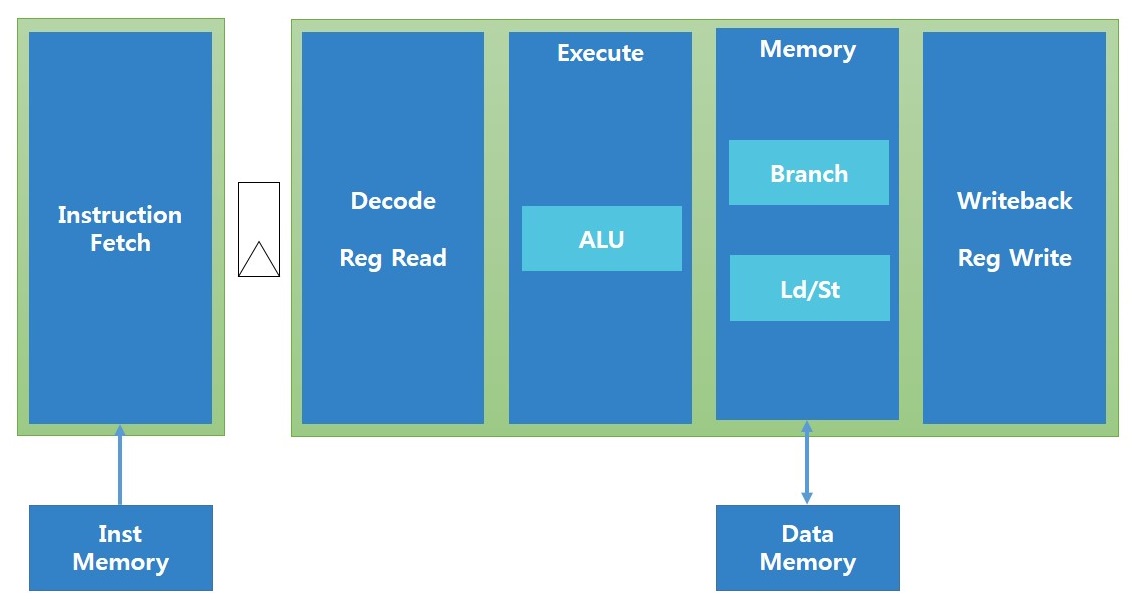 Instruction
Fetch
Decode
Reg Read
Execute
ALU
Memory
Branch
Ld/St
Writeback
Reg Write
Inst
Memory
Data
Memory